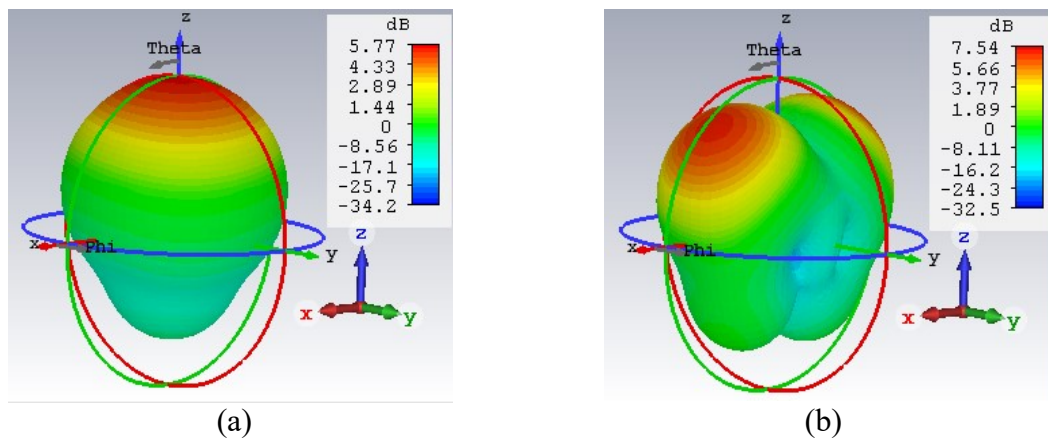 z
Theta
x
Phi
y
dB
5.77
4.33
2.89
1.44
0
-8.56
-17.1
-25.7
-34.2
z
x
y
(a)
z
Theta
x
Phi
y
dB
7.54
5.66
3.77
1.89
0
-8.11
-16.2
-24.3
-32.5
z
x
y
(b)